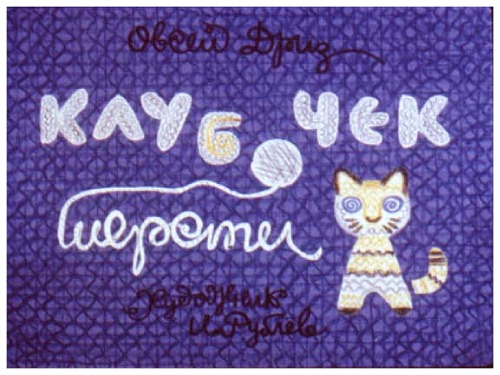 Овсей Дриз
КЛУБОЧЕК
шерсти
Художник
И.Рублев